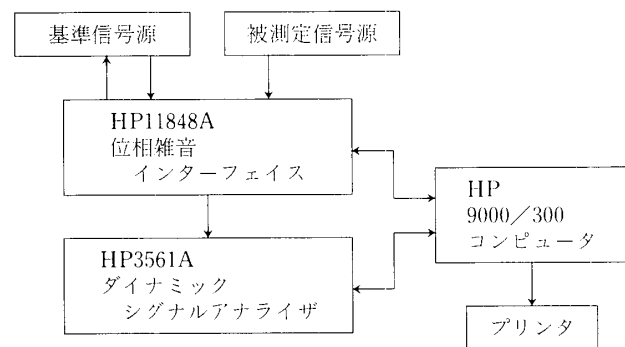 基準信号源
被測定信号源
HP11848A
位相雑音
インターフェイス
HP
9000／300
コンピュータ
HP3561A
ダイナミック
シグナルアナライザ
プリンタ